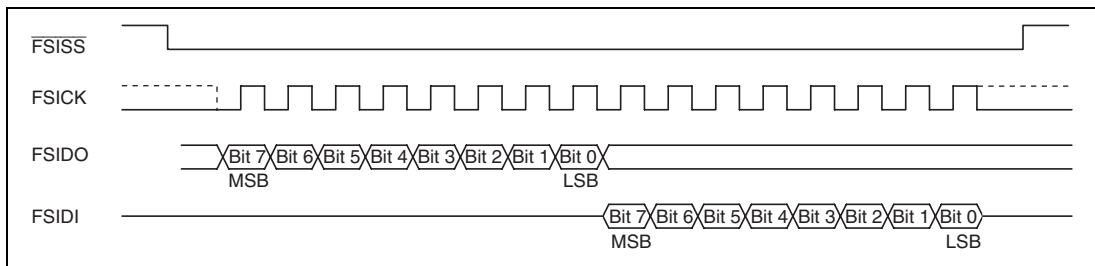 FSISS
FSICK
FSIDO
Bit 7 Bit 6 Bit 5 Bit 4 Bit 3 Bit 2 Bit 1 Bit 0
MSB LSB
FSIDI
Bit 7 Bit 6 Bit 5 Bit 4 Bit 3 Bit 2 Bit 1 Bit 0
MSB LSB